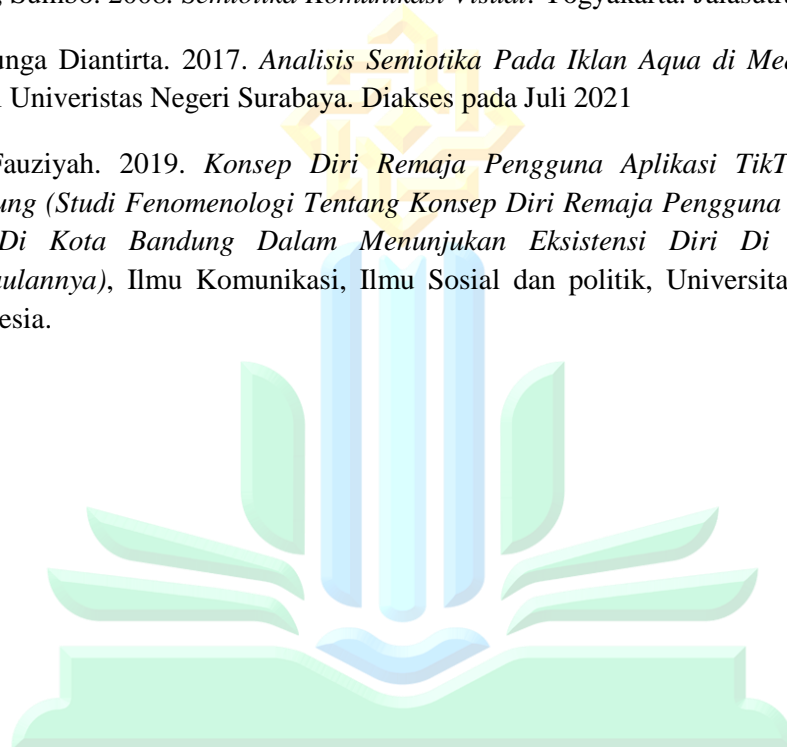 , Sumbo. 2008. Semiotika Komunikasi Visual. Yogyakarta. Jalasutra
unga Diantirta. 2017. Analisis Semiotika Pada Iklan Aqua di Me
Univeristas Negeri Surabaya. Diakses pada Juli 2021
Fauziyah. 2019. Konsep Diri Remaja Pengguna Aplikasi TikT
ung (Studi Fenomenologi Tentang Konsep Diri Remaja Pengguna
Di Kota Bandung Dalam Menunjukan Eksistensi Diri Di
ulannya), Ilmu Komunikasi, Ilmu Sosial dan politik, Universita
esia.